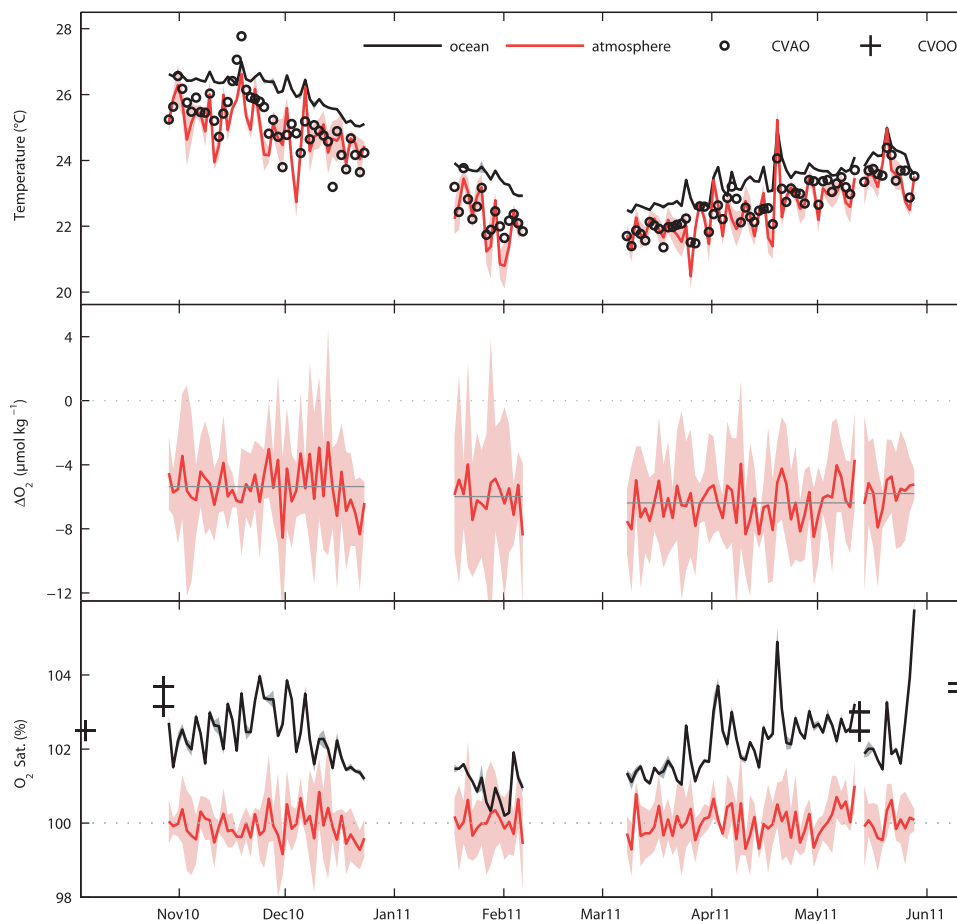 28
26
24
22
20
Temperature (°C)
ocean
atmosphere
CVAO
CVOO
4
0
−4
−8
−12
ΔO2 (μmol kg−1)
104
102
100
98
O2 Sat. (%)
Nov10 Dec10 Jan11 Feb11 Mar11 Apr11 May11 Jun11